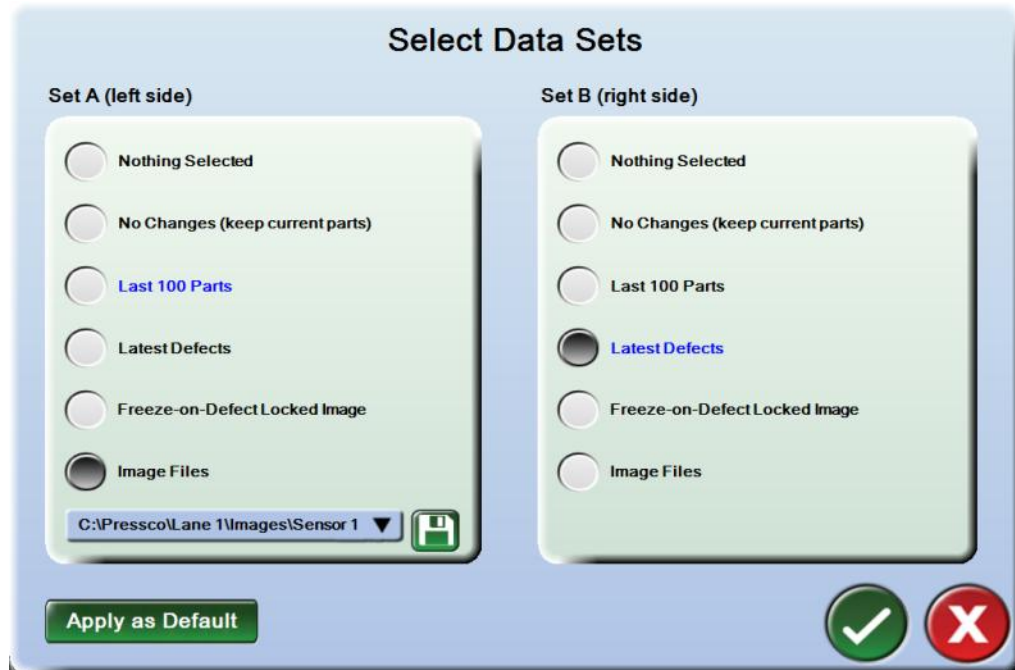 Select Data Sets
Set A (left side)
Nothing Selected
No Changes (keep current parts)
Last 100 Parts
Latest Defects
Freeze-on-Defect Locked Image
Image Files
C:\Pressco\Lane 1\Images\Sensor 1
Set B (right side)
Nothing Selected
No Changes (keep current parts)
Last 100 Parts
Latest Defects
Freeze-on-Defect Locked Image
Image Files
Apply as Default